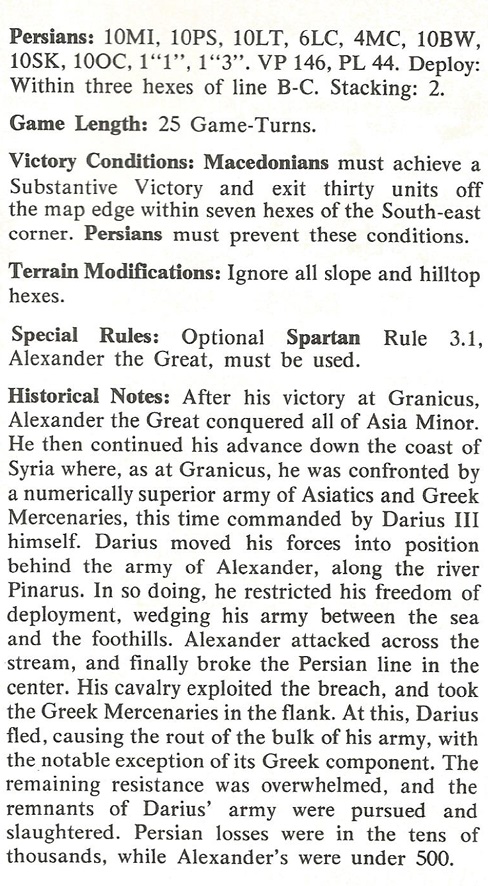 Persians: 10MI, 10PS, 10LT, 6LC, 4MC, 10BW,
10SK, 10OC, 1“1”, 1“3”. VP 146, PL 44. Deploy:
Within three hexes of line B-C. Stacking: 2.
Game Length: 25 Game-Turns.
Victory Conditions: Macedonians must achieve a
Substantive Victory and exit thirty units off
the map edge within seven hexes of the South-east
corner. Persians must prevent these conditions.
Terrain Modifications: Ignore all slope and hilltop
hexes.
Special Rules: Optional Spartan Rule 3.1,
Alexander the Great, must be used.
Historical Notes: After his victory at Granicus,
Alexander the Great conquered all of Asia Minor.
He then continued his advance down the coast of
Syria where, as at Granicus, he was confronted by
a numerically superior army of Asiatics and Greek
Mercenaries, this time commanded by Darius III
himself. Darius moved his forces into position
behind the army of Alexander, along the river
Pinarus. In so doing, he restricted his freedom of
deployment, wedging his army between the sea
and the foothills. Alexander attacked across the
stream, and finally broke the Persian line in the
center. His cavalry exploited the breach, and took
the Greek Mercenaries in the flank. At this, Darius
fled, causing the rout of the bulk of his army, with
the notable exception of its Greek component. The
remaining resistance was overwhelmed, and the
remnants of Darius’ army were pursued and
slaughtered. Persian losses were in the tens of
thousands, while Alexander’s were under 500.